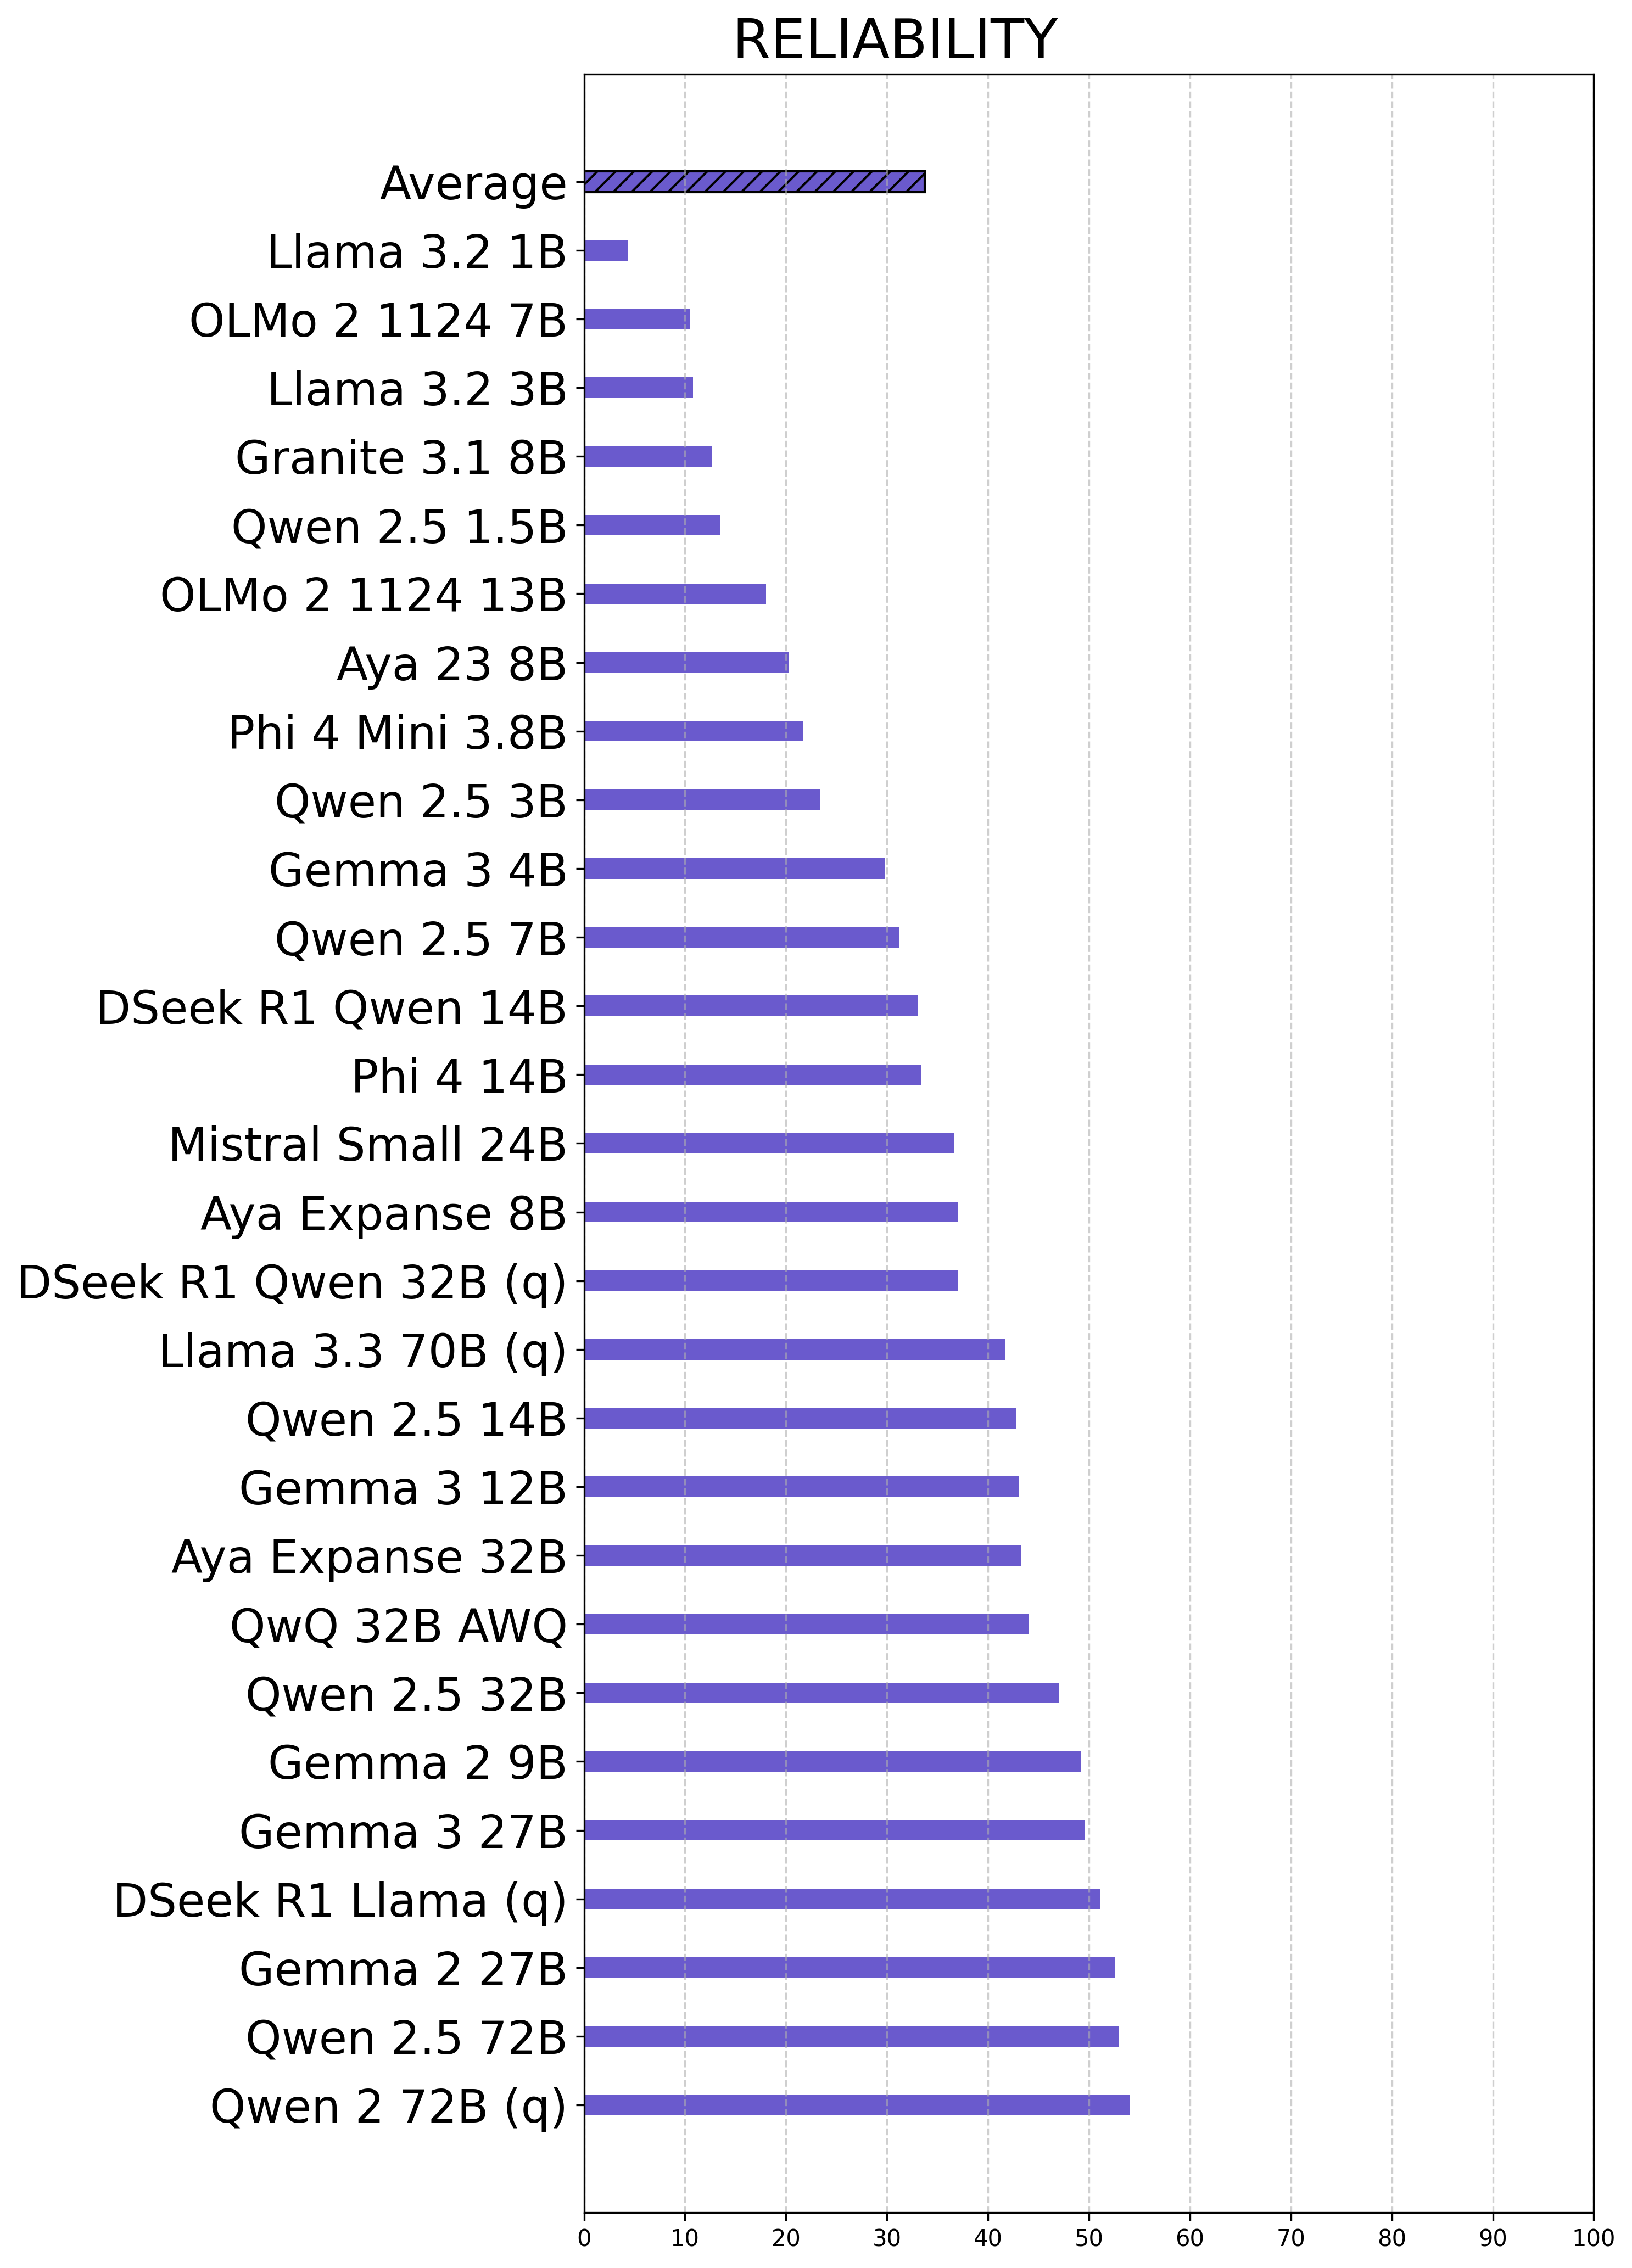 RELIABILITY
Average
Llama 3.2 1B
OLMo 2 1124 7B
Llama 3.2 3B
Granite 3.1 8B
Qwen 2.5 1.5B
OLMo 2 1124 13B
Aya 23 8B
Phi 4 Mini 3.8B
Qwen 2.5 3B
Gemma 3 4B
Qwen 2.5 7B
DSeek R1 Qwen 14B
Phi 4 14B
Mistral Small 24B
Aya Expanse 8B
DSeek R1 Qwen 32B (q)
Llama 3.3 70B (q)
Qwen 2.5 14B
Gemma 3 12B
Aya Expanse 32B
QwQ 32B AWQ
Qwen 2.5 32B
Gemma 2 9B
Gemma 3 27B
DSeek R1 Llama (q)
Gemma 2 27B
Qwen 2.5 72B
Qwen 2 72B (q)
0 10 20 30 40 50 60 70 80 90 100